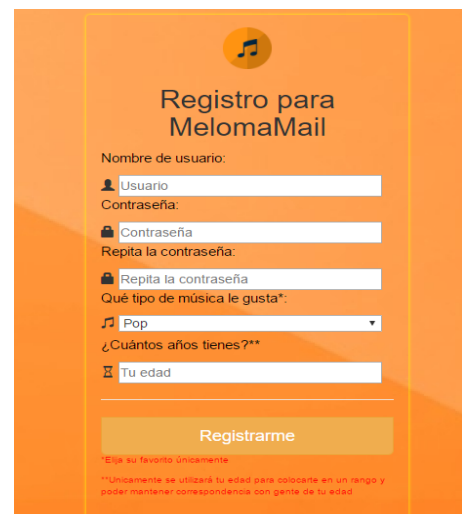 Registro para
MelomaMail
Nombre de usuario:
Usuario
Contraseña:
Contraseña
Repita la contraseña:
Repita la contraseña
Qué tipo de música le gusta*:
Pop
¿Cuántos años tienes?**
Tu edad
Registrarme
*Elija su favorito únicamente
**Unicamente se utilizará tu edad para colocarte en un rango y
poder mantener correspondencia con gente de tu edad